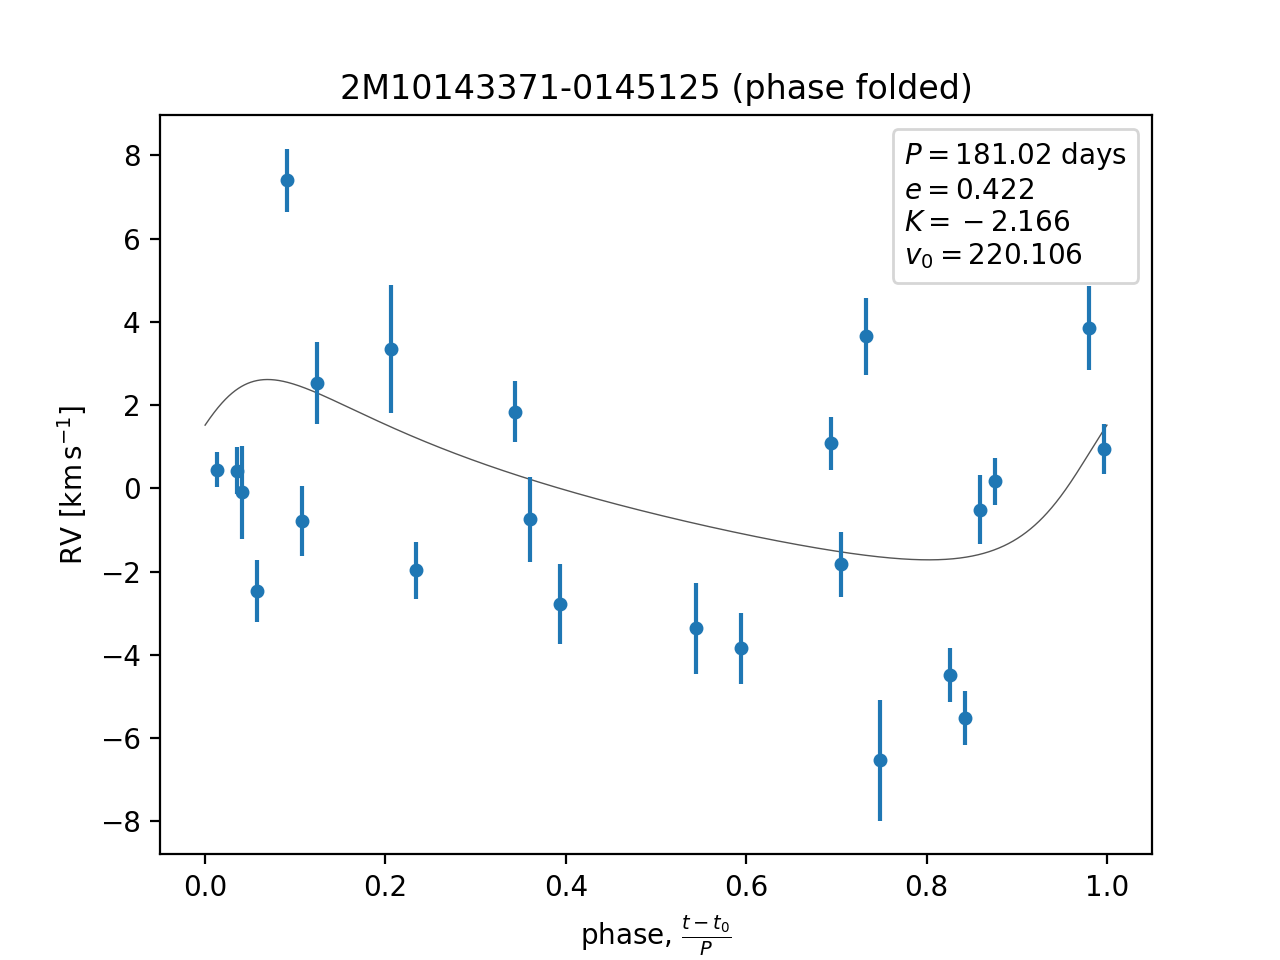 2M10143371-0145125 (phase folded)
P = 181.02 days
e = 0.422
K = −2.166
v₀ = 220.106
RV [km s⁻¹]
8
6
4
2
0
−2
−4
−6
−8
0.0 0.2 0.4 0.6 0.8 1.0
phase, (t − t₀)/P